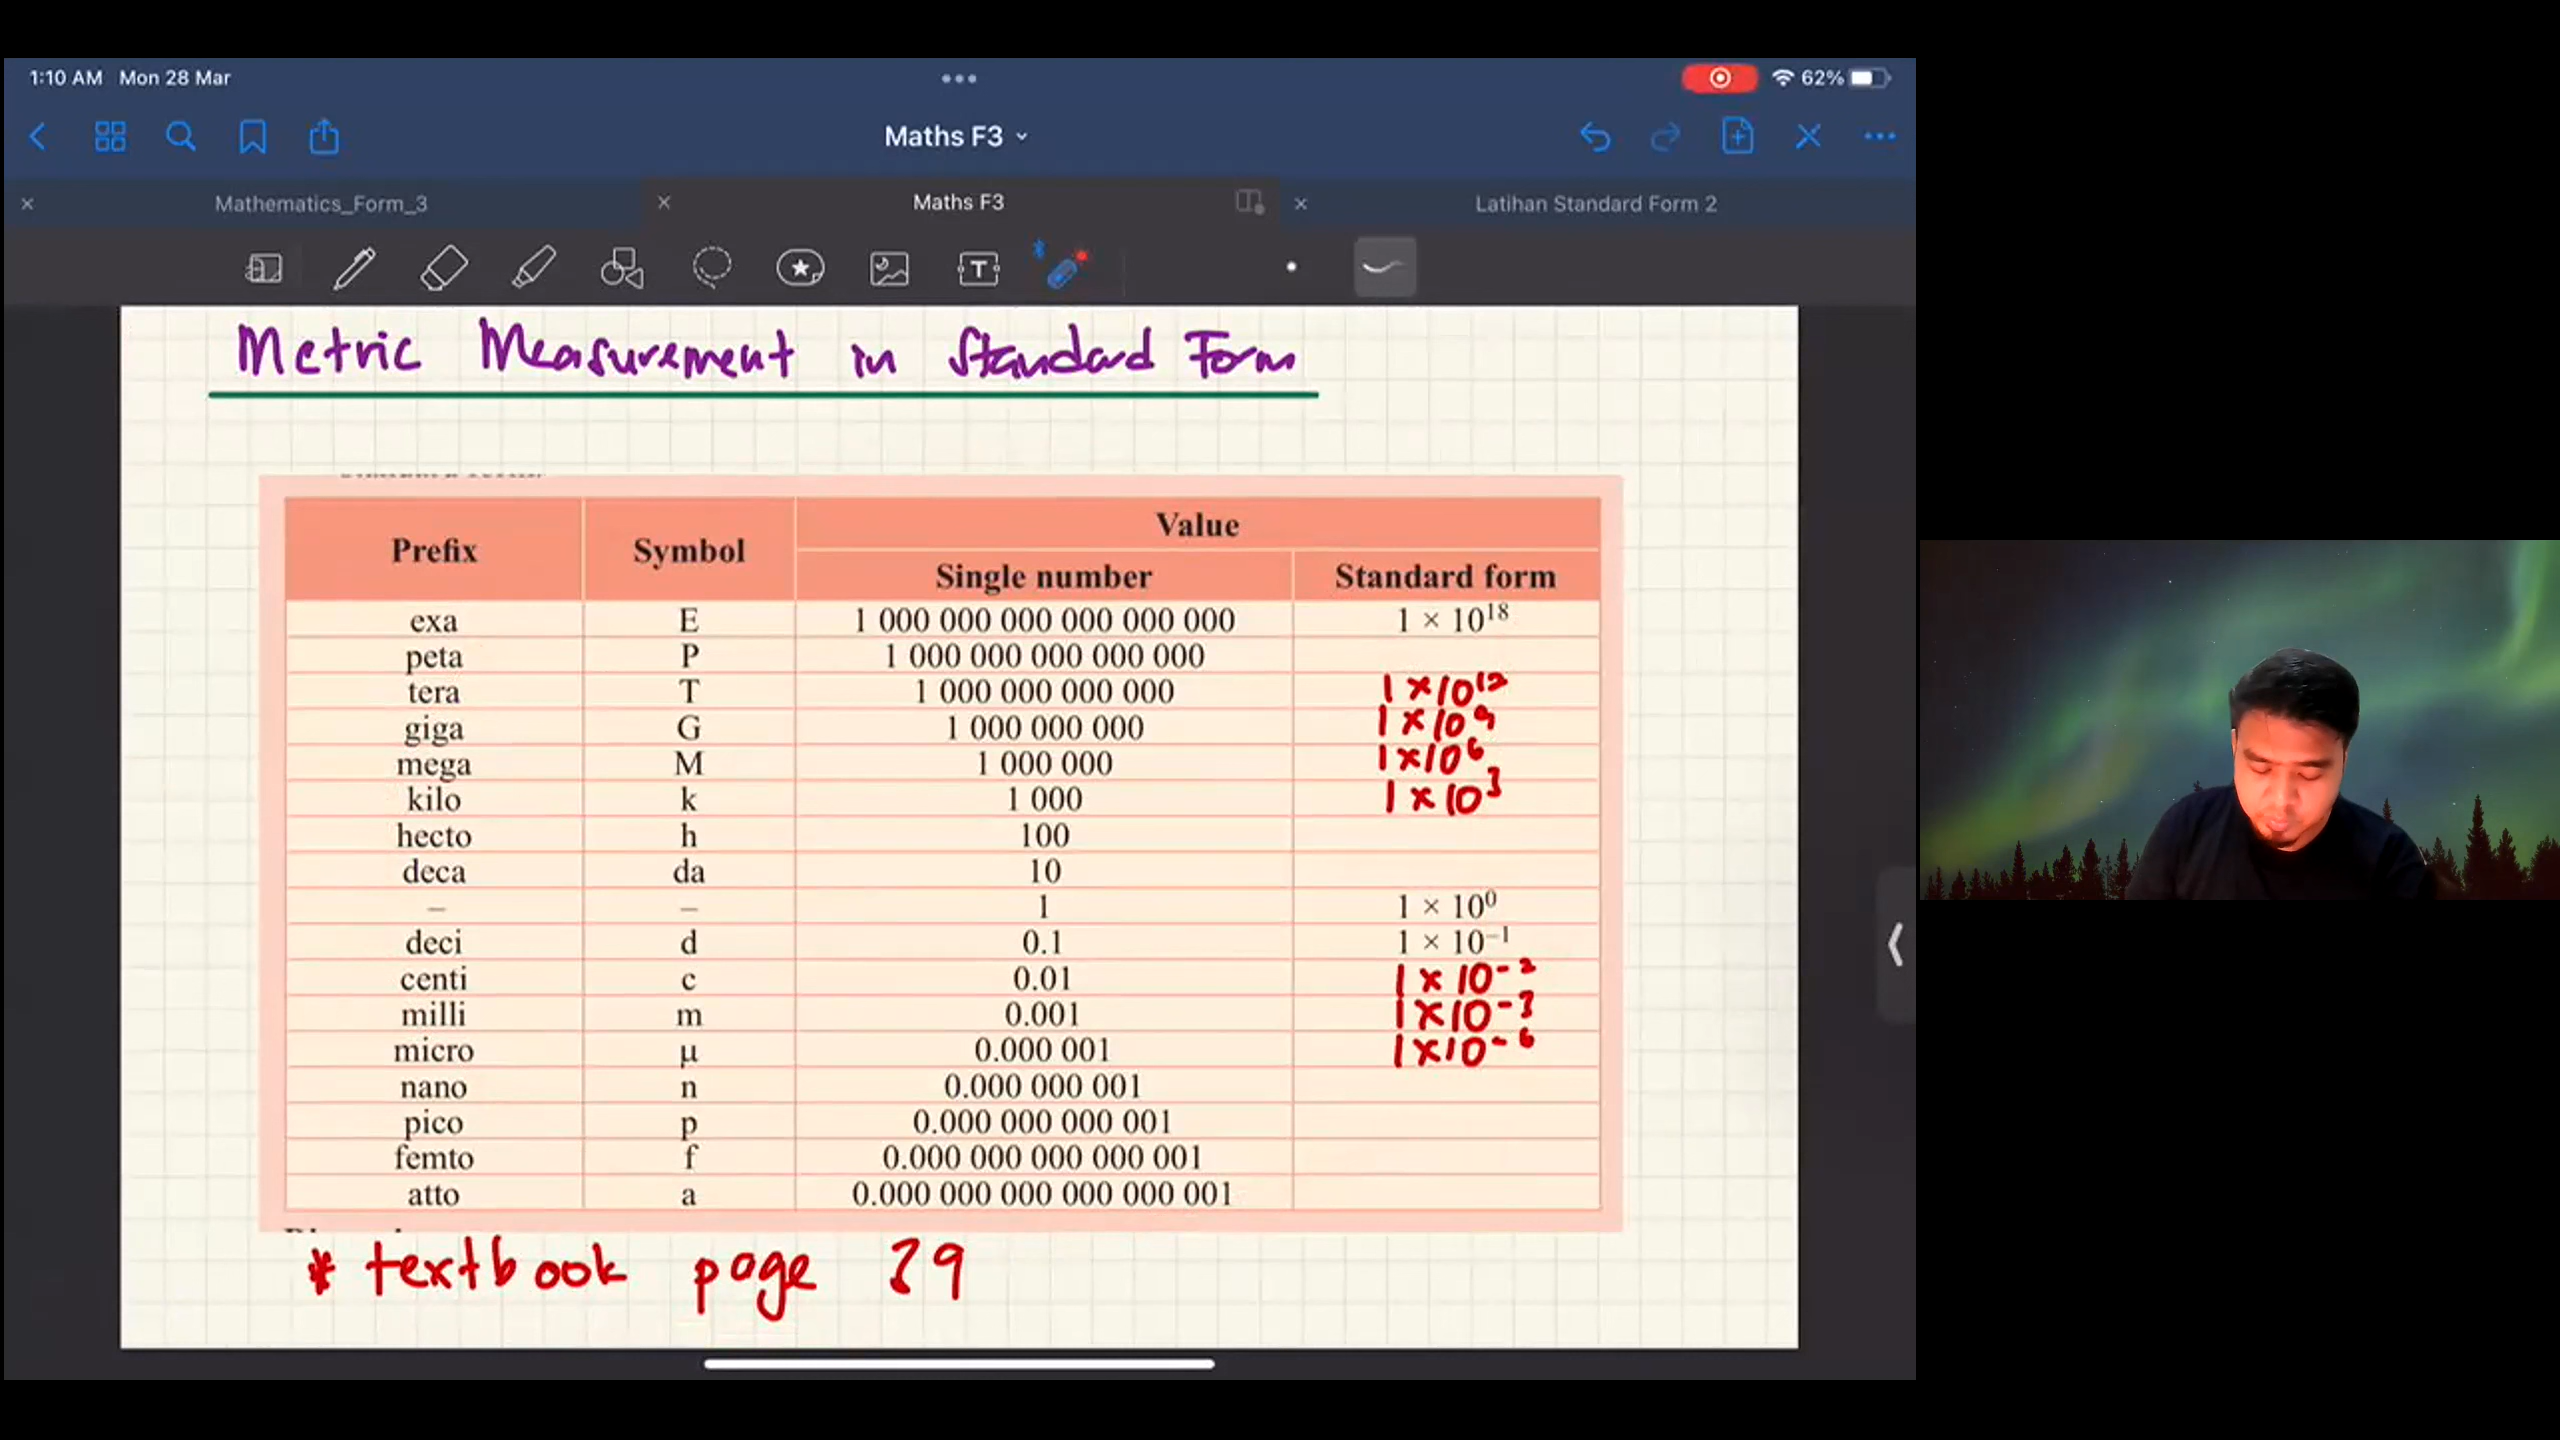 1:10 AM Mon 28 Mar
62%
Maths F3
Mathematics_Form_3
Maths F3
Latihan Standard Form 2
T
Metric Measurement in Standard Form
Prefix Symbol Value
Single number Standard form
exa E 1 000 000 000 000 000 000 1 × 10¹⁸
peta P 1 000 000 000 000 000
tera T 1 000 000 000 000 1 × 10¹²
giga G 1 000 000 000 1 × 10⁹
mega M 1 000 000 1 × 10⁶
kilo k 1 000 1 × 10³
hecto h 100
deca da 10
– – 1 1 × 10⁰
deci d 0.1 1 × 10⁻¹
centi c 0.01 1 × 10⁻²
milli m 0.001 1 × 10⁻³
micro μ 0.000 001 1 × 10⁻⁶
nano n 0.000 000 001
pico p 0.000 000 000 001
femto f 0.000 000 000 000 001
atto a 0.000 000 000 000 000 001
* textbook page 39